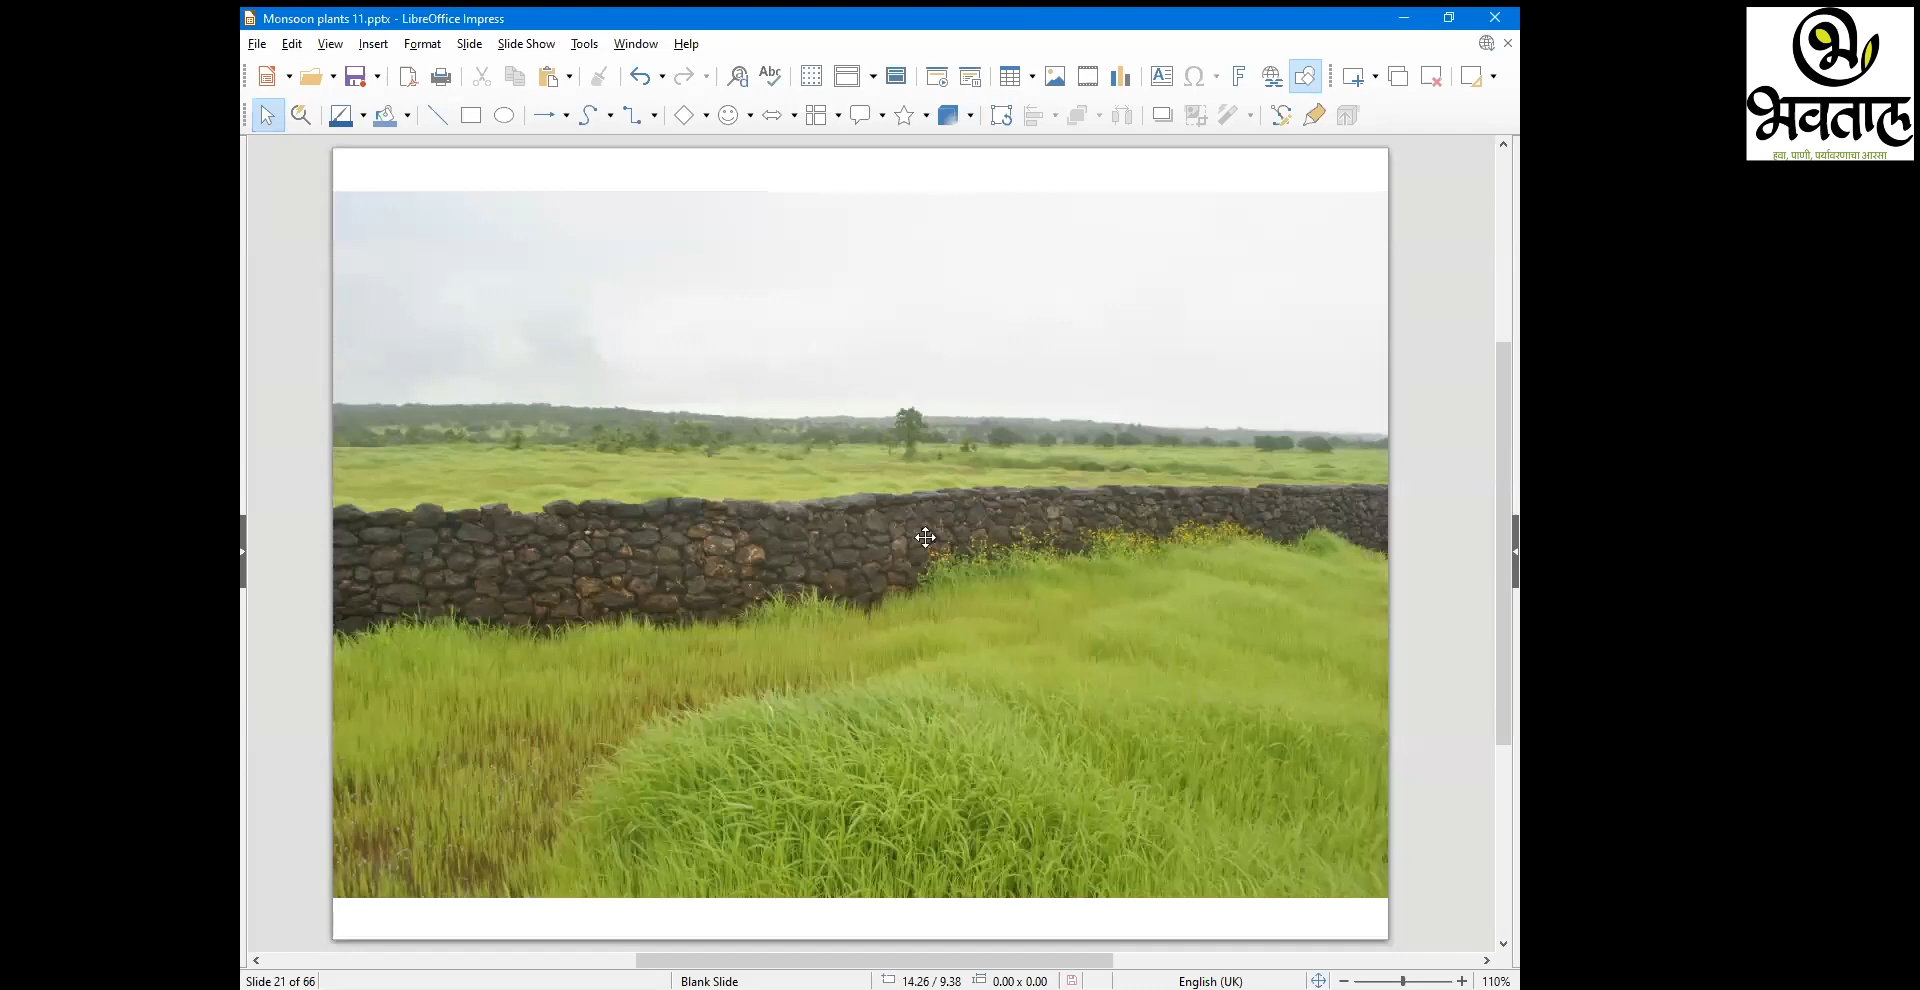 Monsoon plants 11.pptx - LibreOffice Impress
File Edit View Insert Format Slide Slide Show Tools Window Help
Abc
भवताल
हवा, पाणी, पर्यावरणाचा आरसा
Slide 21 of 66
Blank Slide
14.26 / 9.38
0.00 x 0.00
English (UK)
110%